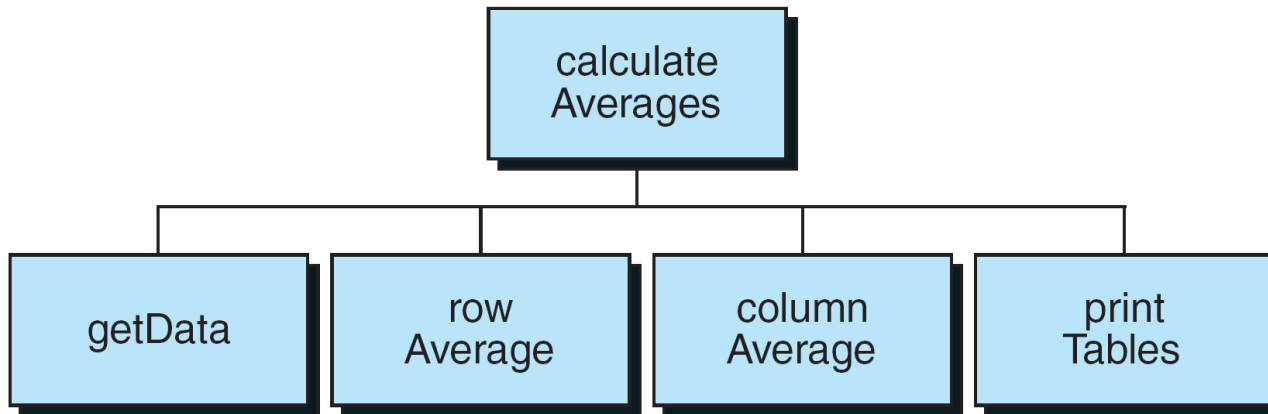 calculate
Averages
getData
row
Average
column
Average
print
Tables